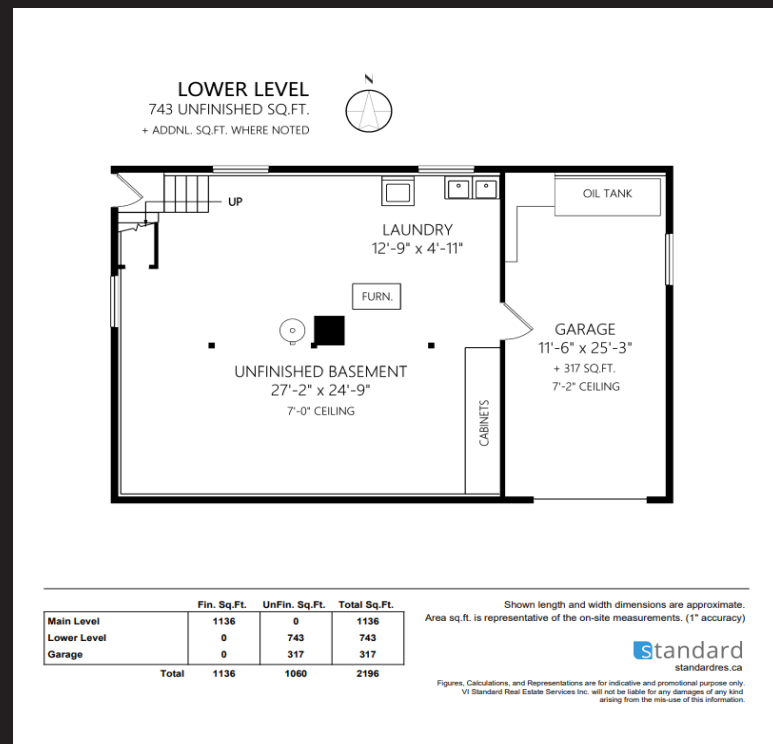 LOWER LEVEL
743 UNFINISHED SQ.FT.
+ ADDNL. SQ.FT. WHERE NOTED
N
UP
LAUNDRY
12'-9" x 4'-11"
OIL TANK
FURN.
GARAGE
11'-6" x 25'-3"
+ 317 SQ.FT.
7'-2" CEILING
UNFINISHED BASEMENT
27'-2" x 24'-9"
7'-0" CEILING
CABINETS
Fin. Sq.Ft. UnFin. Sq.Ft. Total Sq.Ft.
Main Level 1136 0 1136
Lower Level 0 743 743
Garage 0 317 317
Total 1136 1060 2196
Shown length and width dimensions are approximate.
Area sq.ft. is representative of the on-site measurements. (1" accuracy)
standard
standardres.ca
Figures, Calculations, and Representations are for indicative and promotional purpose only.
VI Standard Real Estate Services Inc. will not be liable for any damages of any kind
arising from the mis-use of this information.